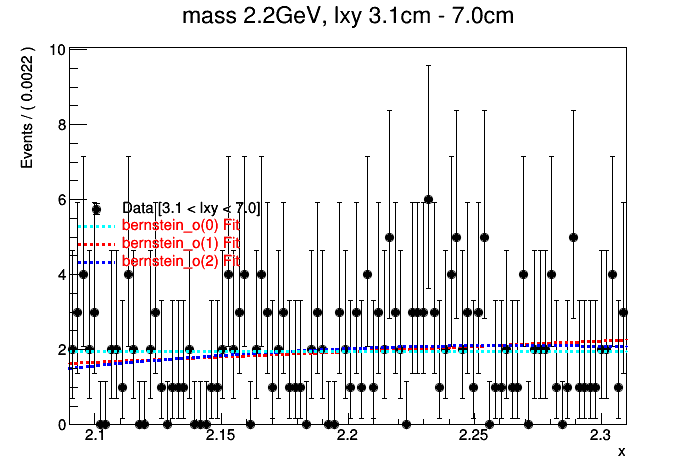 mass 2.2GeV, lxy 3.1cm - 7.0cm
Events / ( 0.0022 )
10
8
6
4
2
0
Data [3.1 < lxy < 7.0]
bernstein_o(0) Fit
bernstein_o(1) Fit
bernstein_o(2) Fit
2.1 2.15 2.2 2.25 2.3
x